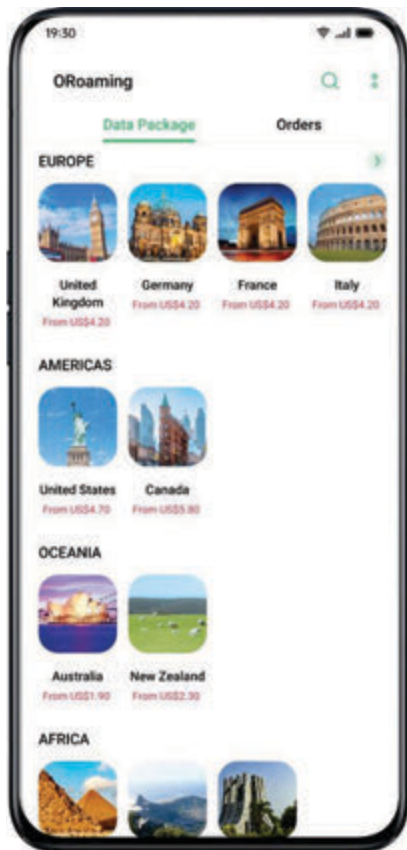 19:30
ORoaming
Data Package
Orders
EUROPE
United Kingdom
From US$4.20
Germany
From US$4.20
France
From US$4.20
Italy
From US$4.20
AMERICAS
United States
From US$4.70
Canada
From US$5.80
OCEANIA
Australia
From US$1.90
New Zealand
From US$2.30
AFRICA